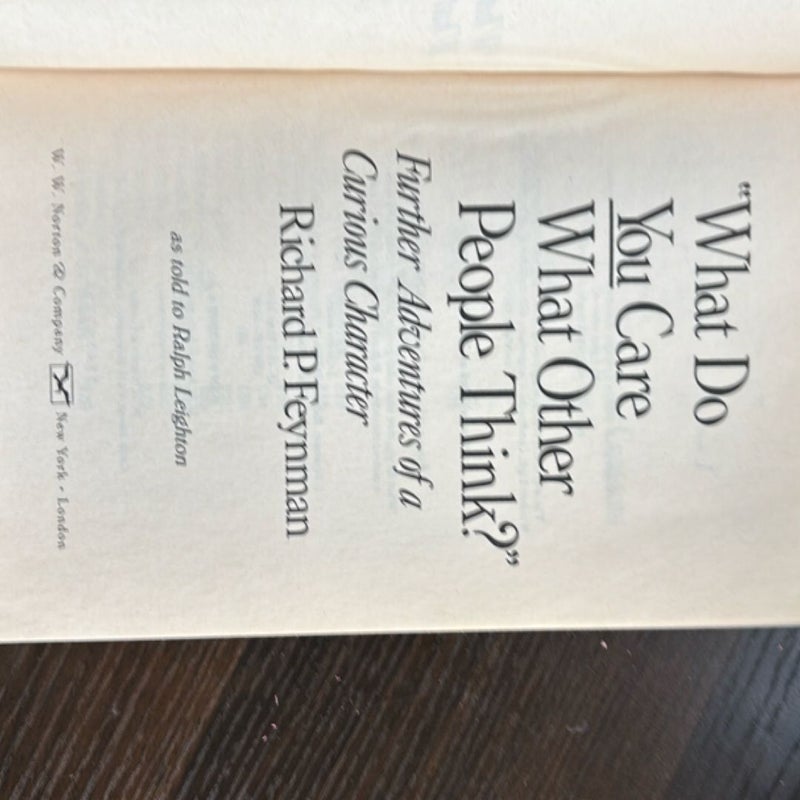 "What Do
You Care
What Other
People Think?"
Further Adventures of a
Curious Character
Richard P. Feynman
as told to Ralph Leighton
W. W. Norton & Company New York • London